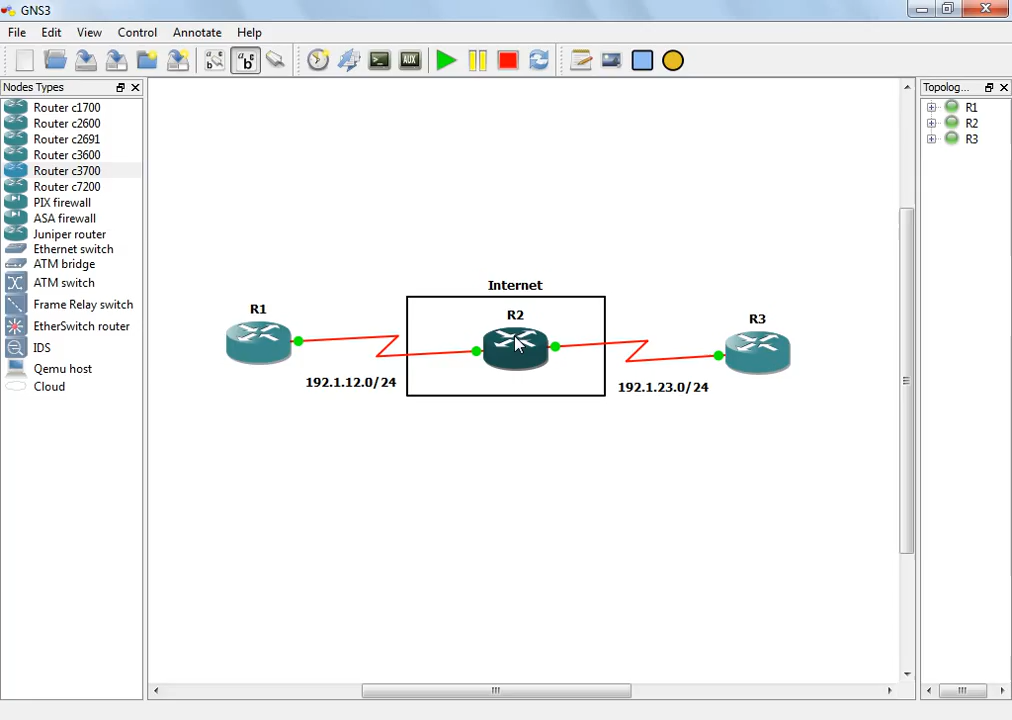 GNS3
File Edit View Control Annotate Help
AUX
Nodes Types
Router c1700
Router c2600
Router c2691
Router c3600
Router c3700
Router c7200
PIX firewall
ASA firewall
Juniper router
Ethernet switch
ATM bridge
ATM switch
Frame Relay switch
EtherSwitch router
IDS
Qemu host
Cloud
Internet
R1
R2
R3
192.1.12.0/24
192.1.23.0/24
Topolog...
R1
R2
R3